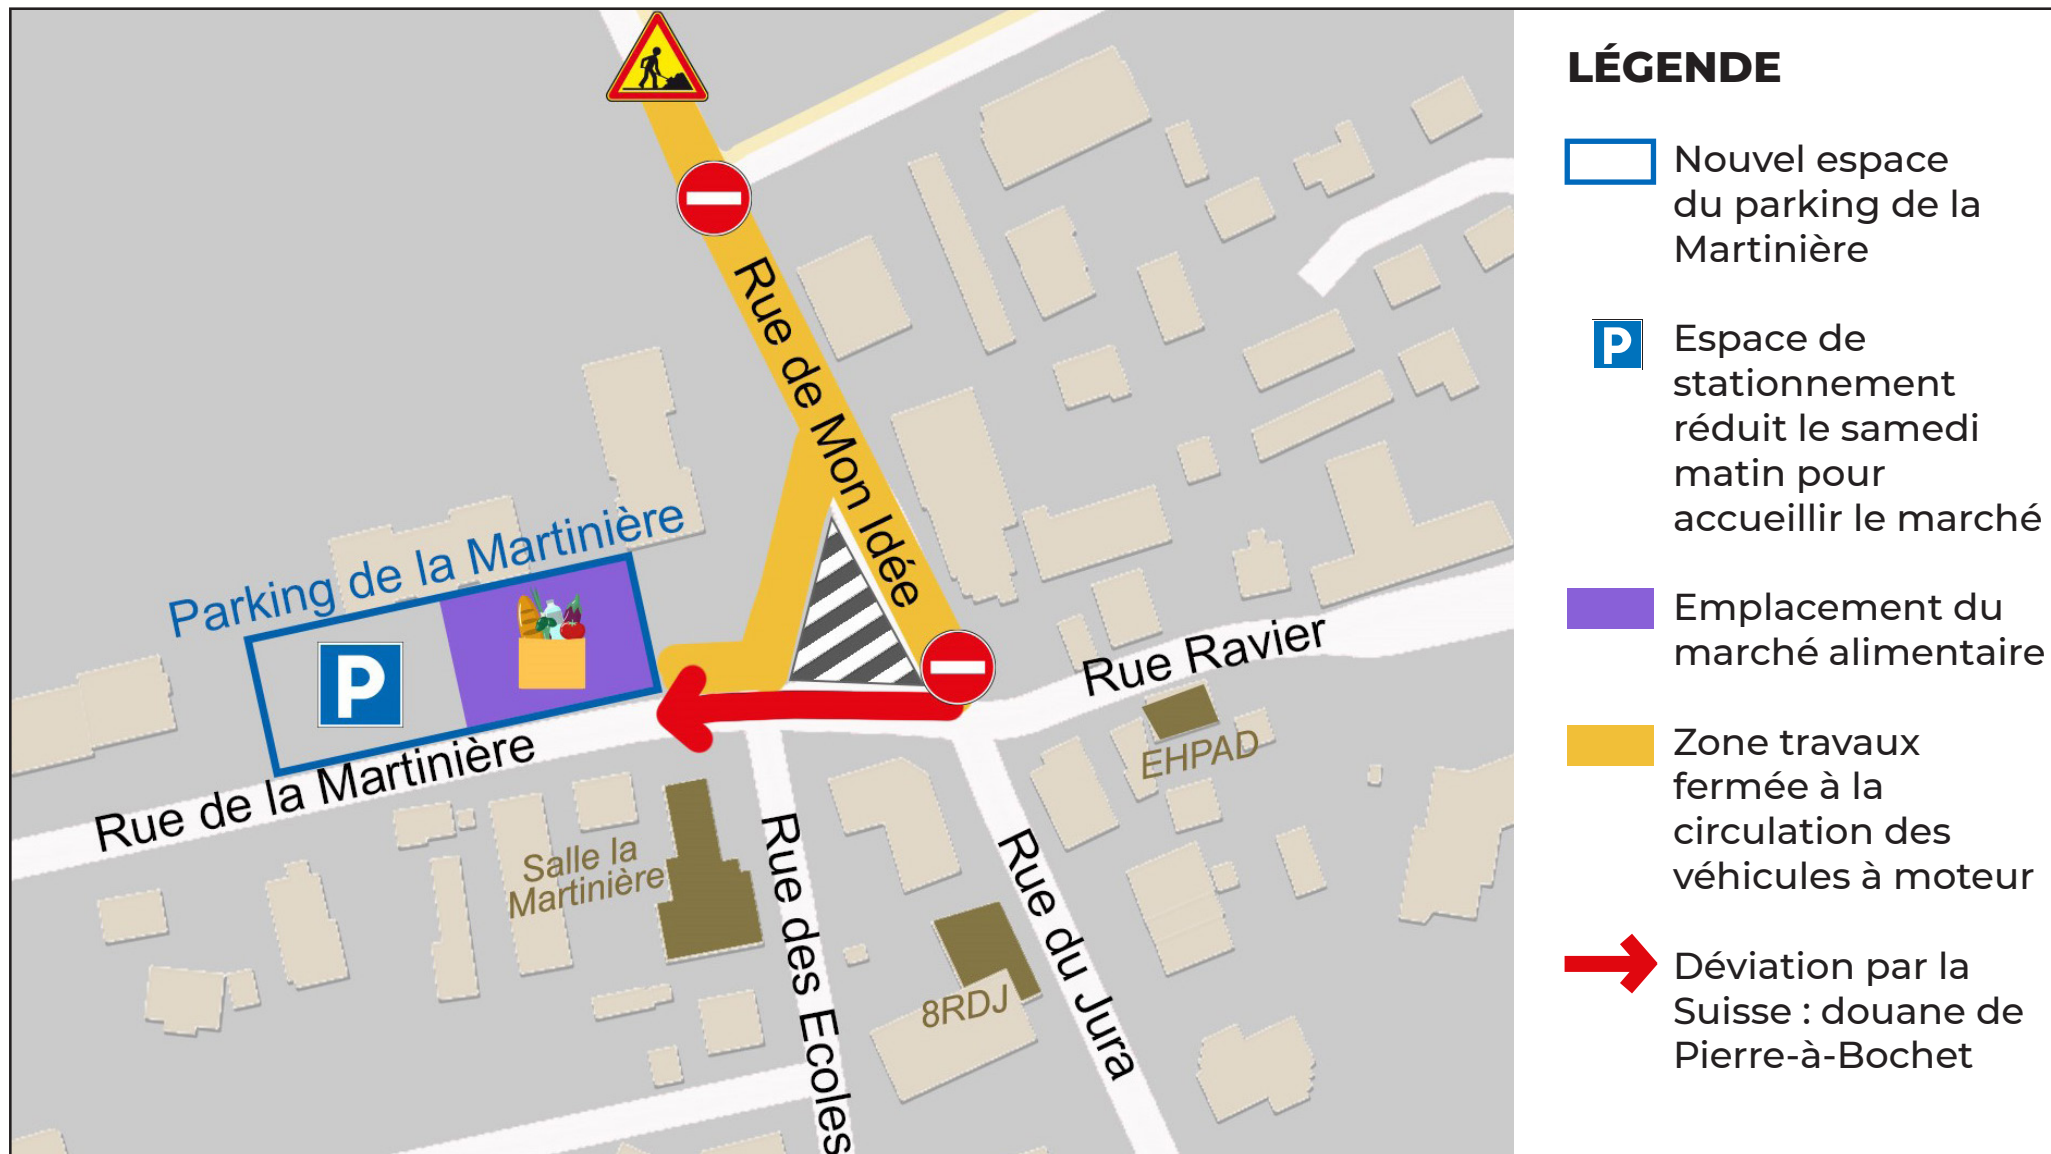 Rue de Mon Idée
Parking de la Martinière
P
Rue Ravier
EHPAD
Rue de la Martinière
Salle la
Martinière
Rue des Ecoles
8RDJ
Rue du Jura
LÉGENDE
Nouvel espace
du parking de la
Martinière
P
Espace de
stationnement
réduit le samedi
matin pour
accueillir le marché
Emplacement du
marché alimentaire
Zone travaux
fermée à la
circulation des
véhicules à moteur
Déviation par la
Suisse : douane de
Pierre-à-Bochet